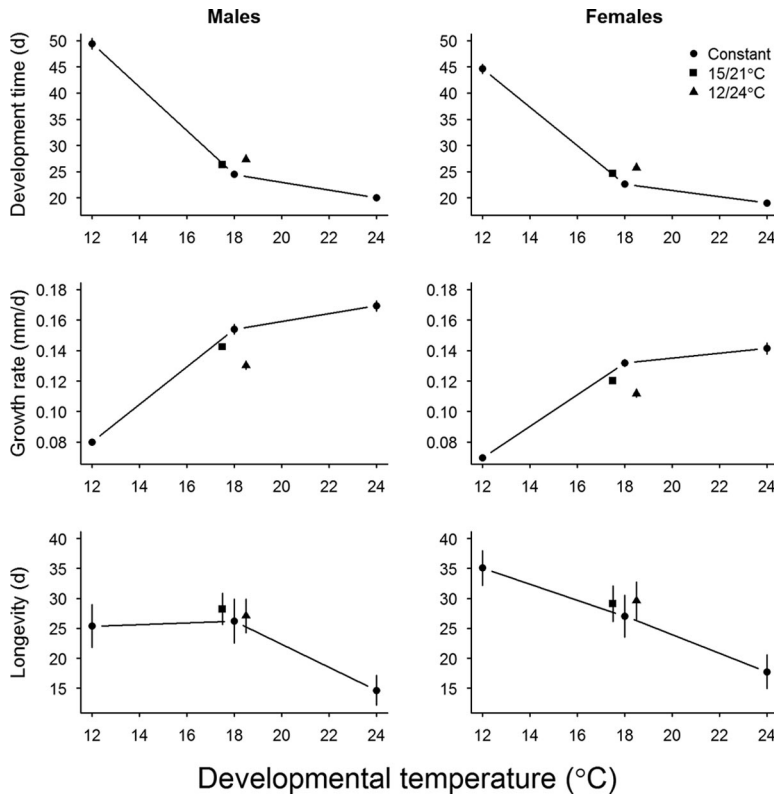 Males
Females
Development time (d)
50
45
40
35
30
25
20
12 14 16 18 20 22 24
50
45
40
35
30
25
20
12 14 16 18 20 22 24
Constant
15/21°C
12/24°C
Growth rate (mm/d)
0.18
0.16
0.14
0.12
0.10
0.08
12 14 16 18 20 22 24
0.18
0.16
0.14
0.12
0.10
0.08
12 14 16 18 20 22 24
Longevity (d)
40
35
30
25
20
15
12 14 16 18 20 22 24
40
35
30
25
20
15
12 14 16 18 20 22 24
Developmental temperature (°C)